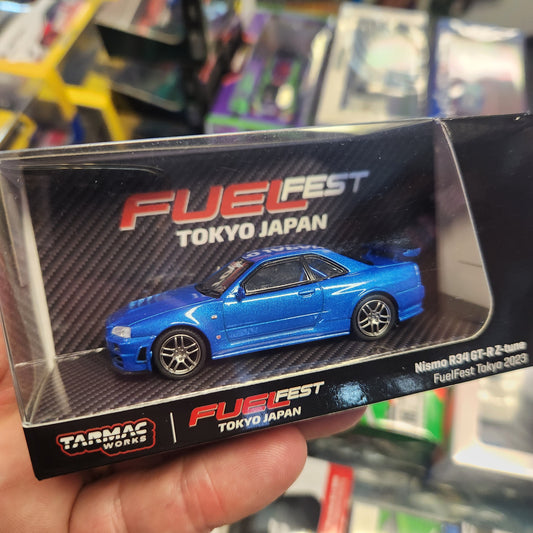 FUELFEST
TOKYO JAPAN
Nismo R34 GT-R Z-tune
FuelFest Tokyo 2023
TARMAC
WORKS
FUELFEST
TOKYO JAPAN